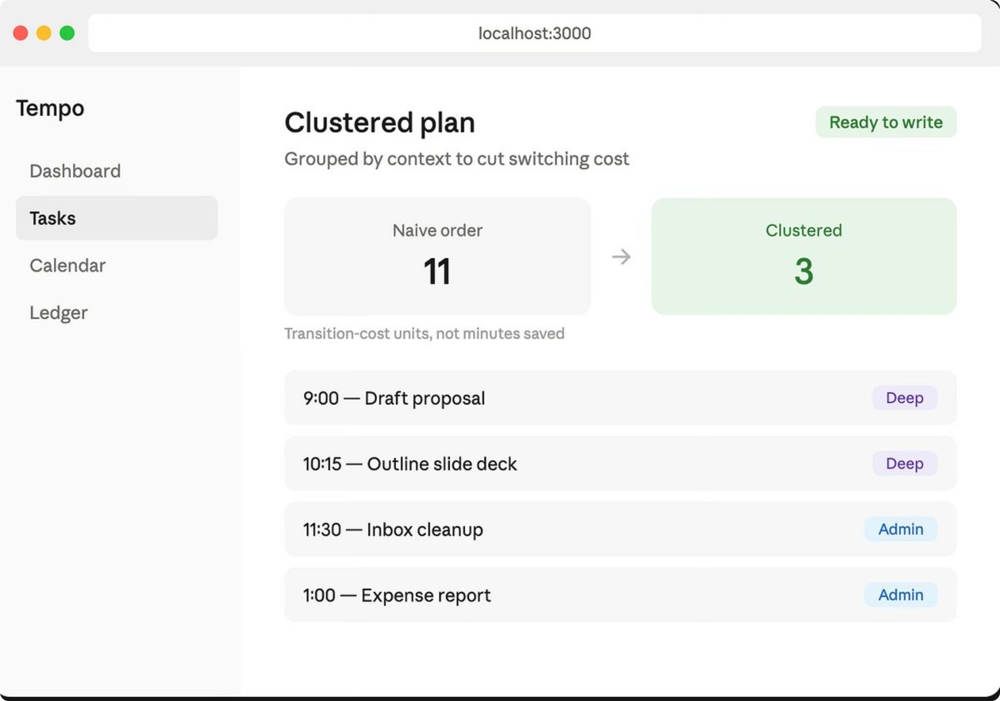 localhost:3000
Tempo
Dashboard
Tasks
Calendar
Ledger
Clustered plan
Ready to write
Grouped by context to cut switching cost
Naive order
11
→
Clustered
3
Transition-cost units, not minutes saved
9:00 — Draft proposal
Deep
10:15 — Outline slide deck
Deep
11:30 — Inbox cleanup
Admin
1:00 — Expense report
Admin